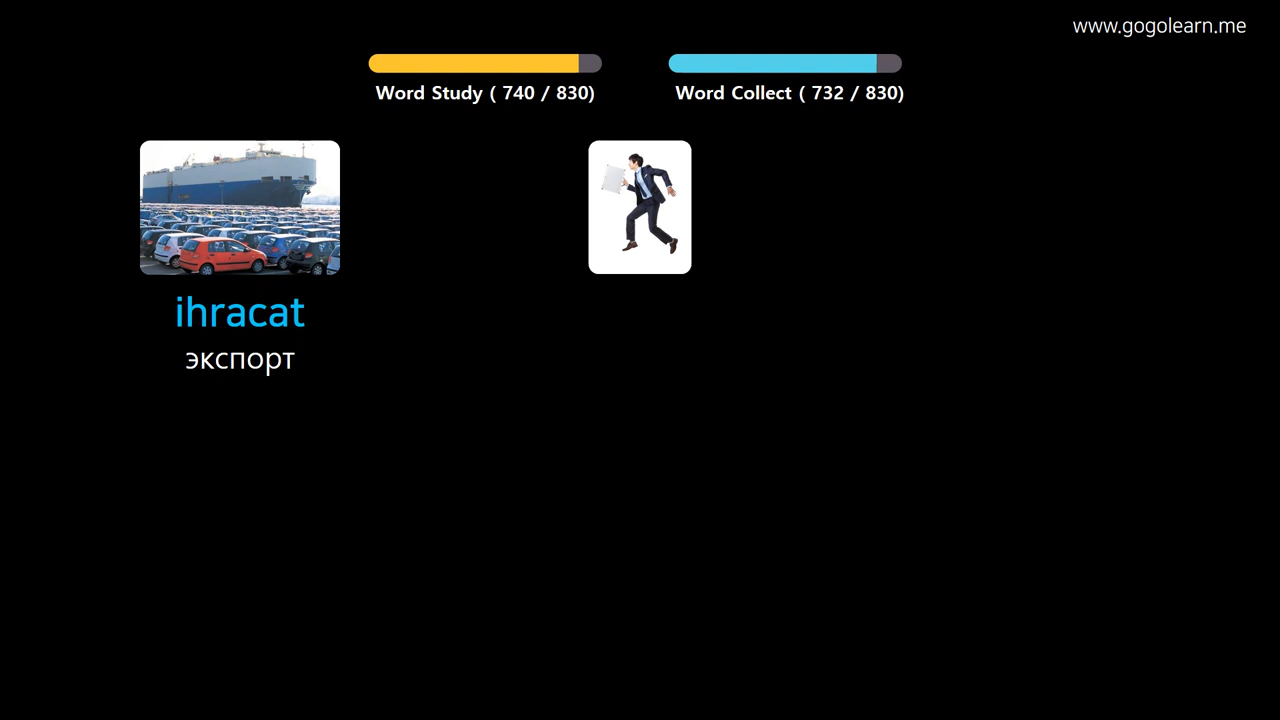 www.gogolearn.me
Word Study ( 740 / 830)
Word Collect ( 732 / 830)
ihracat
экспорт